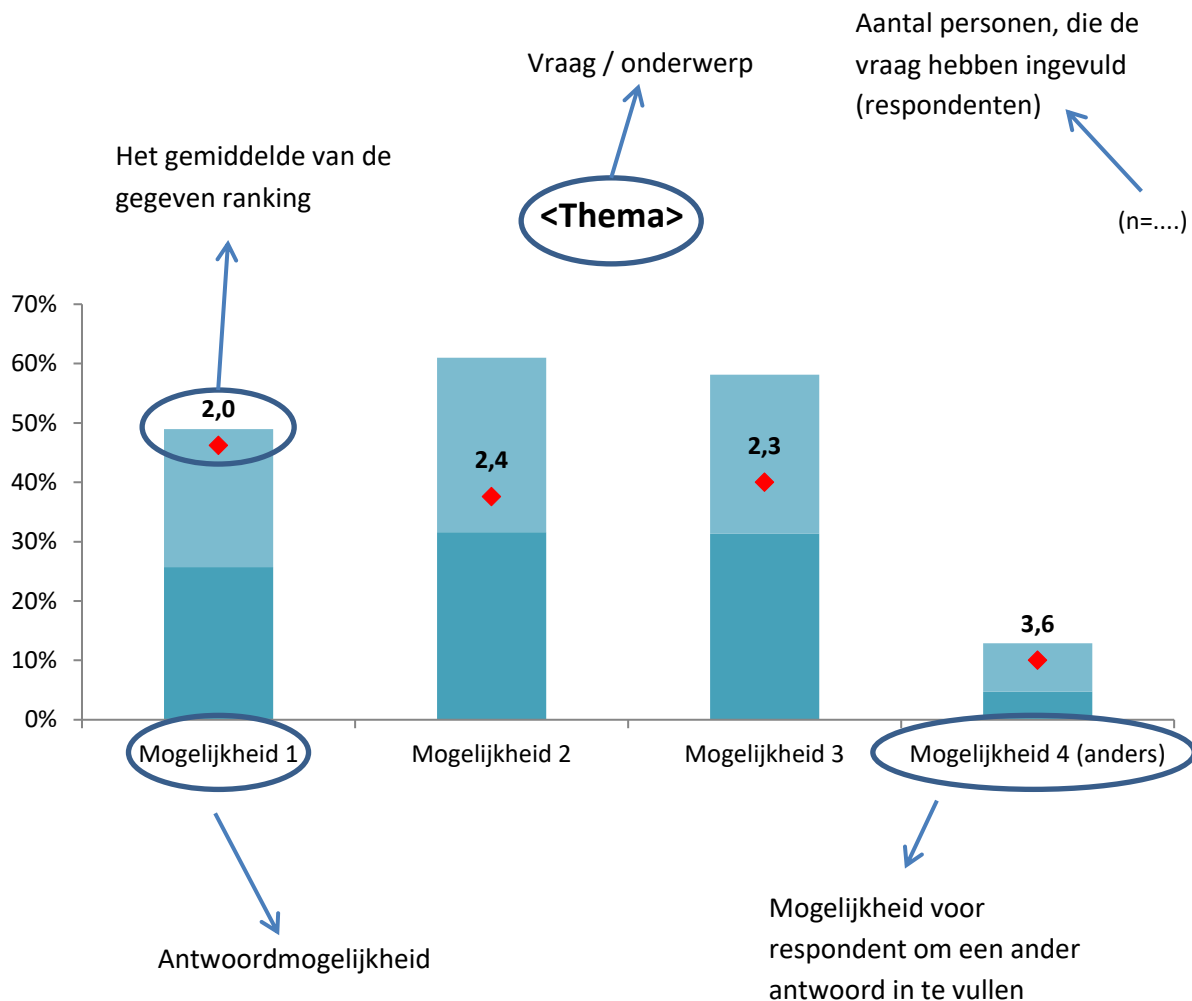 Aantal personen, die de
vraag hebben ingevuld
(respondenten)
Vraag / onderwerp
Het gemiddelde van de
gegeven ranking
<Thema>
(n=....)
70%
60%
50%
40%
30%
20%
10%
0%
2,0
2,4
2,3
3,6
Mogelijkheid 1
Mogelijkheid 2
Mogelijkheid 3
Mogelijkheid 4 (anders)
Antwoordmogelijkheid
Mogelijkheid voor
respondent om een ander
antwoord in te vullen